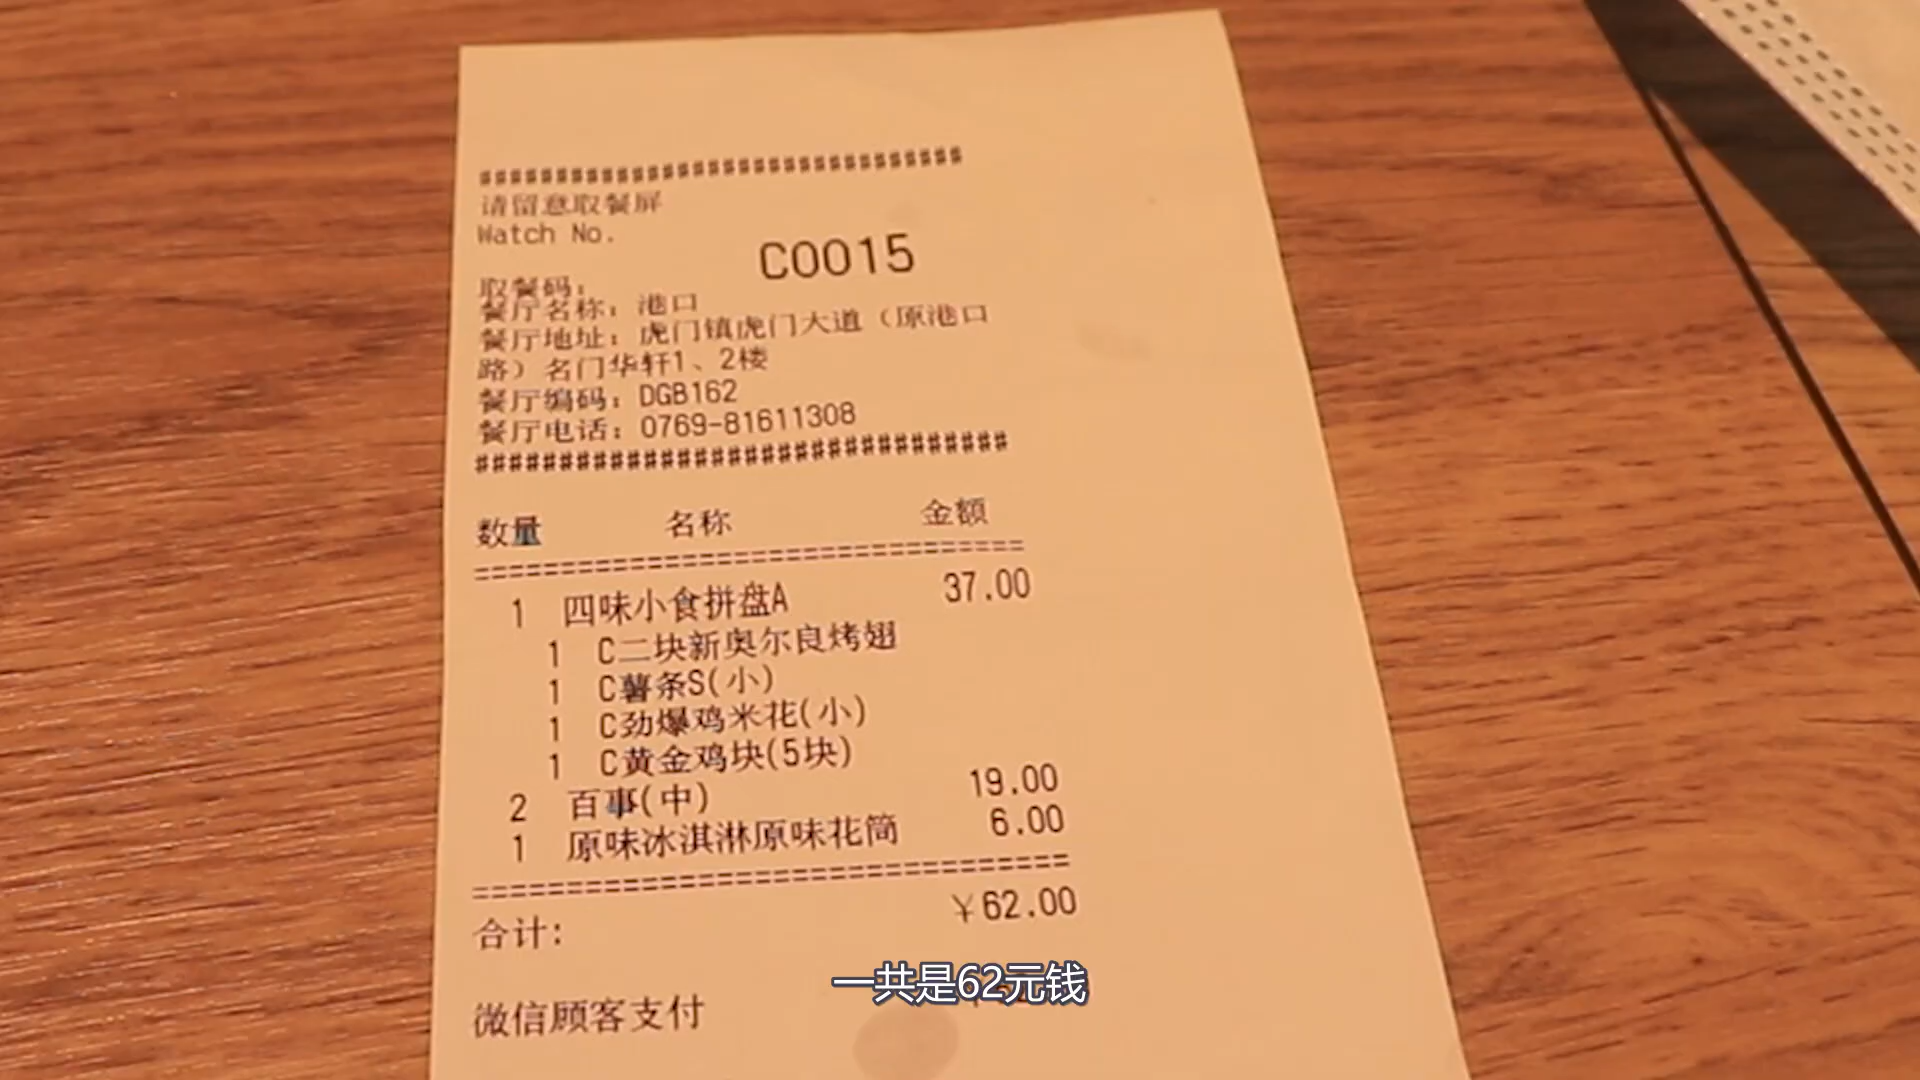 ################################
请留意取餐屏
Watch No.
C0015
取餐码：
餐厅名称：港口
餐厅地址：虎门镇虎门大道（原港口
路）名门华轩1、2楼
餐厅编码：DGB162
餐厅电话：0769-81611308
################################
数量 名称 金额
1 四味小食拼盘A 37.00
1 C二块新奥尔良烤翅
1 C薯条S(小)
1 C劲爆鸡米花(小)
1 C黄金鸡块(5块)
2 百事(中) 19.00
1 原味冰淇淋原味花筒 6.00
合计: ￥62.00
一共是62元钱
微信顾客支付